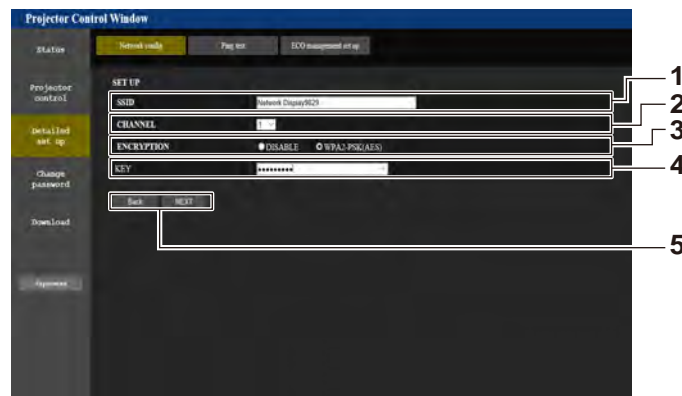 Projector Control Window
Status
Network config Ping test ECO management set up
Projector
control
SET UP
1
SSID Network Display9829
2
CHANNEL 1
3
Detailed
set up
ENCRYPTION DISABLE WPA2-PSK(AES)
4
KEY •••••••••
Change
password
Back NEXT
Download
5
Japanese